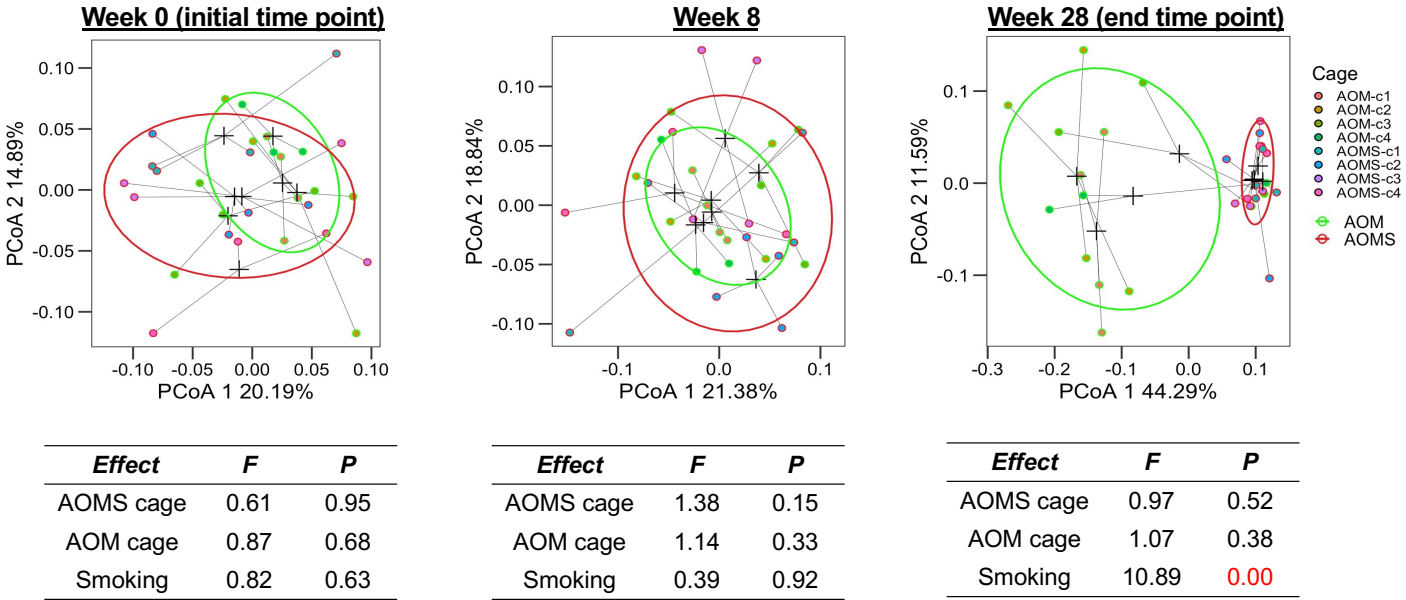 Week 0 (initial time point)
Week 8
Week 28 (end time point)
PCoA 2 14.89%
0.10
0.05
0.00
-0.05
-0.10
-0.10 -0.05 0.00 0.05 0.10
PCoA 1 20.19%
PCoA 2 18.84%
0.10
0.05
0.00
-0.05
-0.10
-0.1 0.0 0.1
PCoA 1 21.38%
PCoA 2 11.59%
0.1
0.0
-0.1
-0.3 -0.2 -0.1 0.0 0.1
PCoA 1 44.29%
Cage
AOM-c1
AOM-c2
AOM-c3
AOM-c4
AOMS-c1
AOMS-c2
AOMS-c3
AOMS-c4
AOM
AOMS
Effect F P
AOMS cage 0.61 0.95
AOM cage 0.87 0.68
Smoking 0.82 0.63
Effect F P
AOMS cage 1.38 0.15
AOM cage 1.14 0.33
Smoking 0.39 0.92
Effect F P
AOMS cage 0.97 0.52
AOM cage 1.07 0.38
Smoking 10.89 0.00